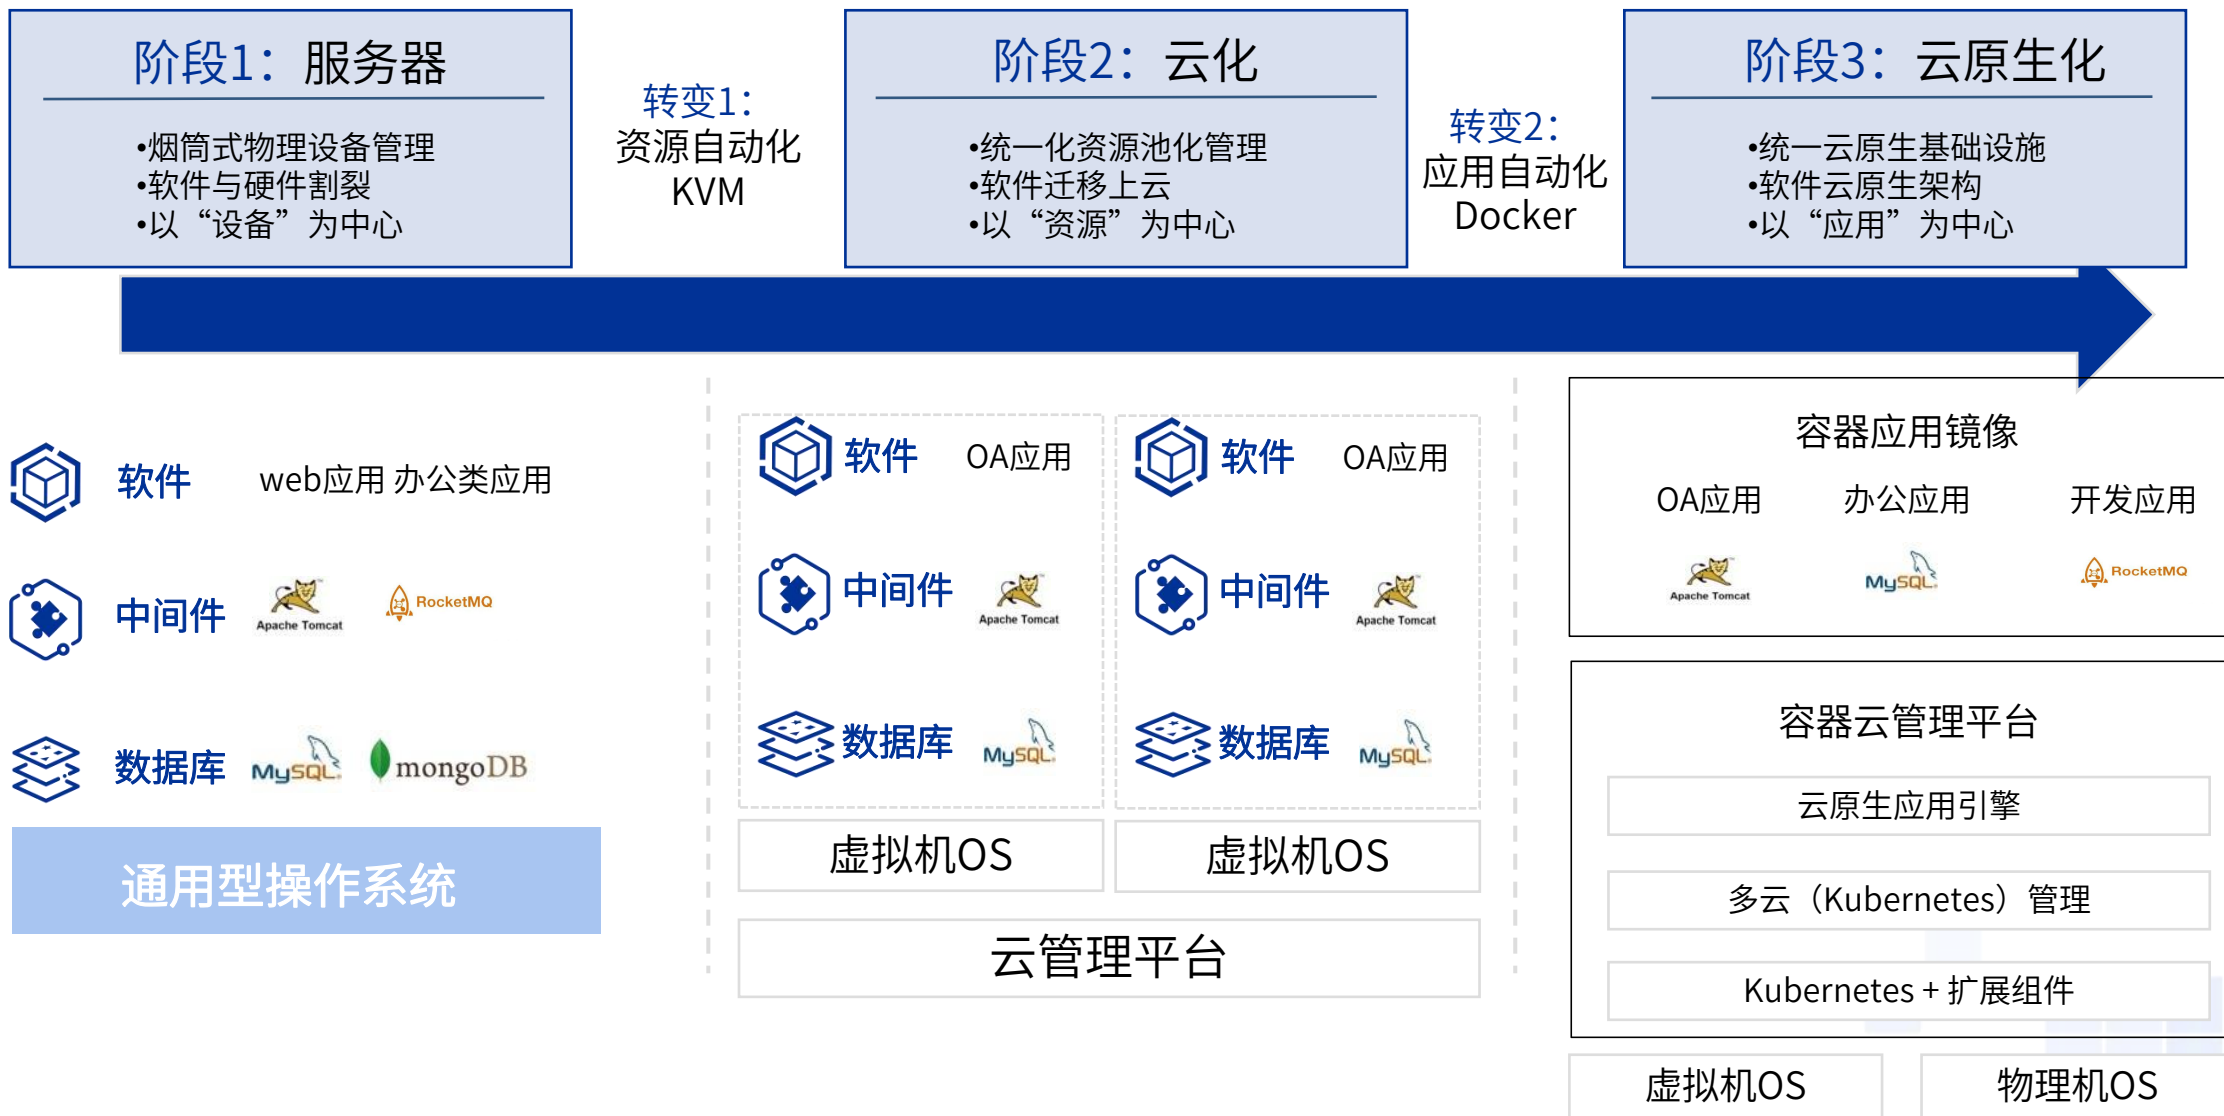 阶段1：服务器
•烟筒式物理设备管理
•软件与硬件割裂
•以“设备”为中心
转变1：
资源自动化
KVM
阶段2：云化
•统一化资源池化管理
•软件迁移上云
•以“资源”为中心
转变2：
应用自动化
Docker
阶段3：云原生化
•统一云原生基础设施
•软件云原生架构
•以“应用”为中心
软件 web应用 办公类应用
中间件 Apache Tomcat RocketMQ
数据库 MySQL mongoDB
通用型操作系统
软件 OA应用
中间件 Apache Tomcat
数据库 MySQL
虚拟机OS
软件 OA应用
中间件 Apache Tomcat
数据库 MySQL
虚拟机OS
云管理平台
容器应用镜像
OA应用 办公应用 开发应用
Apache Tomcat MySQL RocketMQ
容器云管理平台
云原生应用引擎
多云（Kubernetes）管理
Kubernetes + 扩展组件
虚拟机OS 物理机OS